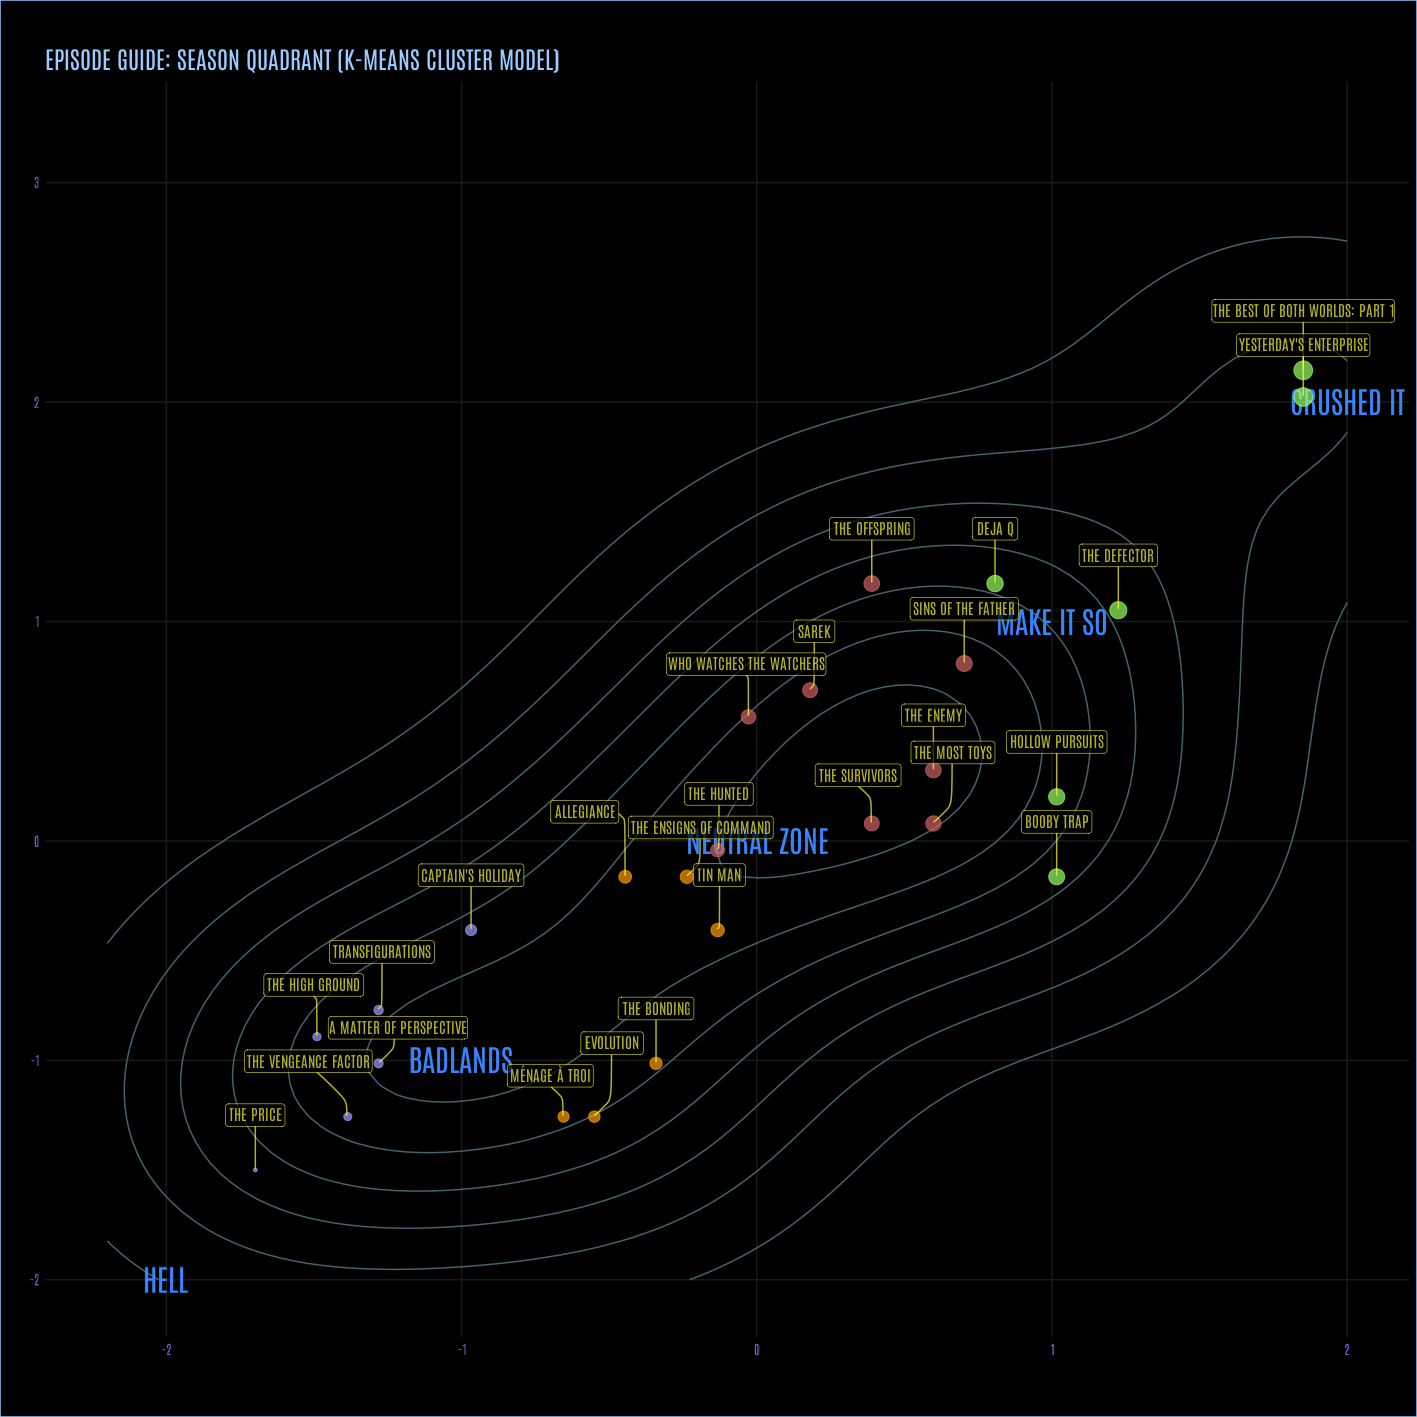 EPISODE GUIDE: SEASON QUADRANT (K-MEANS CLUSTER MODEL)
3
THE BEST OF BOTH WORLDS: PART 1
YESTERDAY'S ENTERPRISE
2
CRUSHED IT
THE OFFSPRING
DEJA Q
THE DEFECTOR
SINS OF THE FATHER
1
MAKE IT SO
SAREK
WHO WATCHES THE WATCHERS
THE ENEMY
HOLLOW PURSUITS
THE MOST TOYS
THE SURVIVORS
THE HUNTED
ALLEGIANCE
BOOBY TRAP
THE ENSIGNS OF COMMAND
0
NEUTRAL ZONE
CAPTAIN'S HOLIDAY
TIN MAN
TRANSFIGURATIONS
THE HIGH GROUND
THE BONDING
A MATTER OF PERSPECTIVE
EVOLUTION
-1
THE VENGEANCE FACTOR
BADLANDS
MÉNAGE À TROI
THE PRICE
-2
HELL
-2
-1
0
1
2